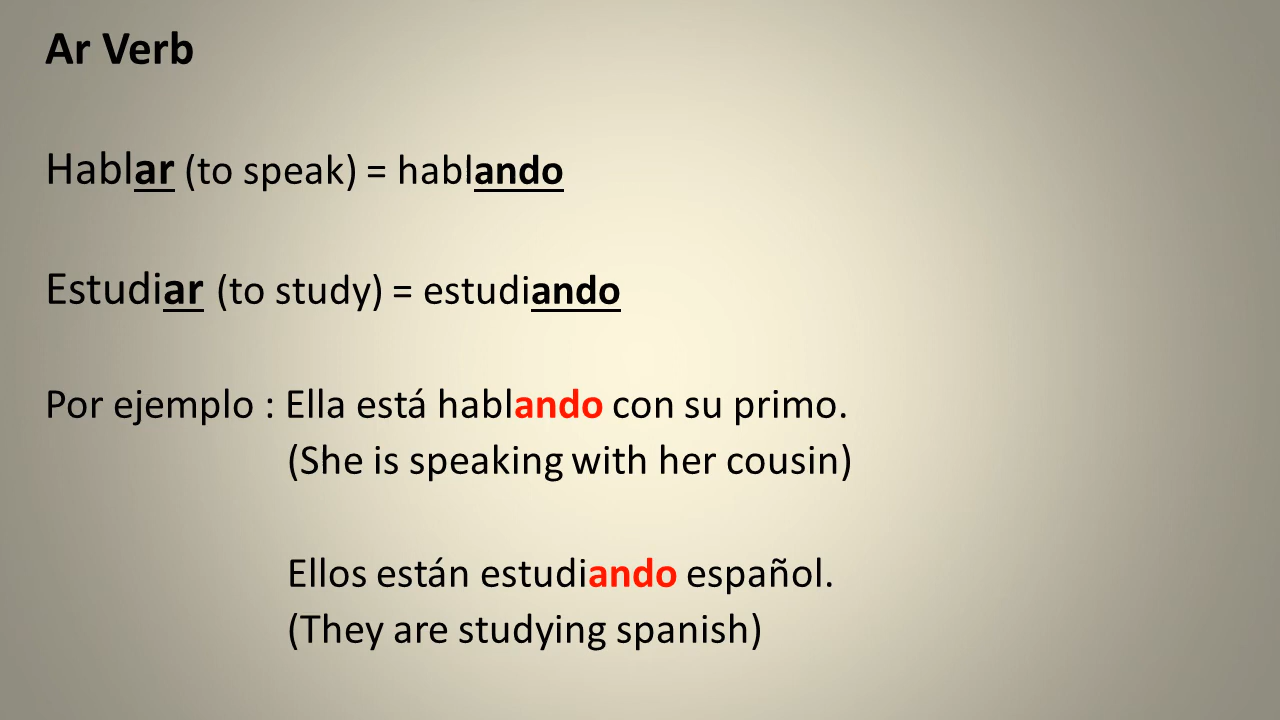 Ar Verb
Hablar (to speak) = hablando
Estudiar (to study) = estudiando
Por ejemplo : Ella está hablando con su primo.
(She is speaking with her cousin)
Ellos están estudiando español.
(They are studying spanish)